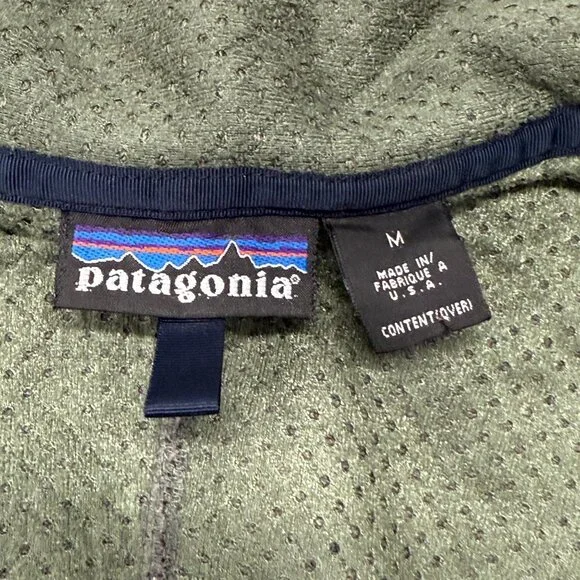 patagonia®
M
MADE IN/
FABRIQUE A
U.S.A.
CONTENT(OVER)